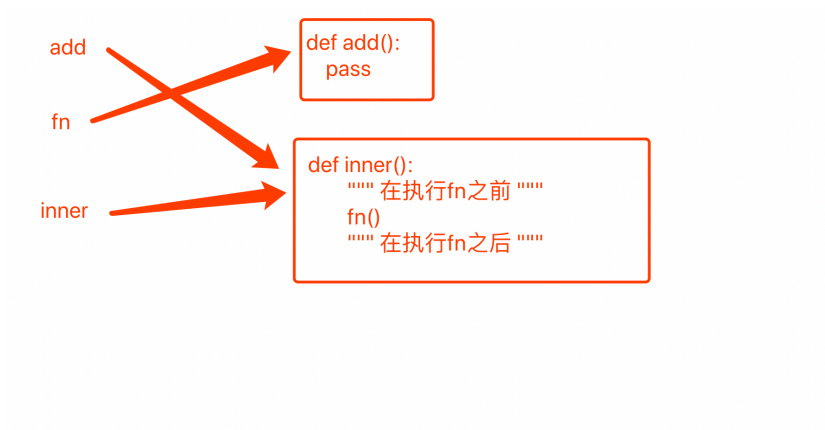 add
fn
inner
def add():
pass
def inner():
""" 在执行fn之前 """
fn()
""" 在执行fn之后 """